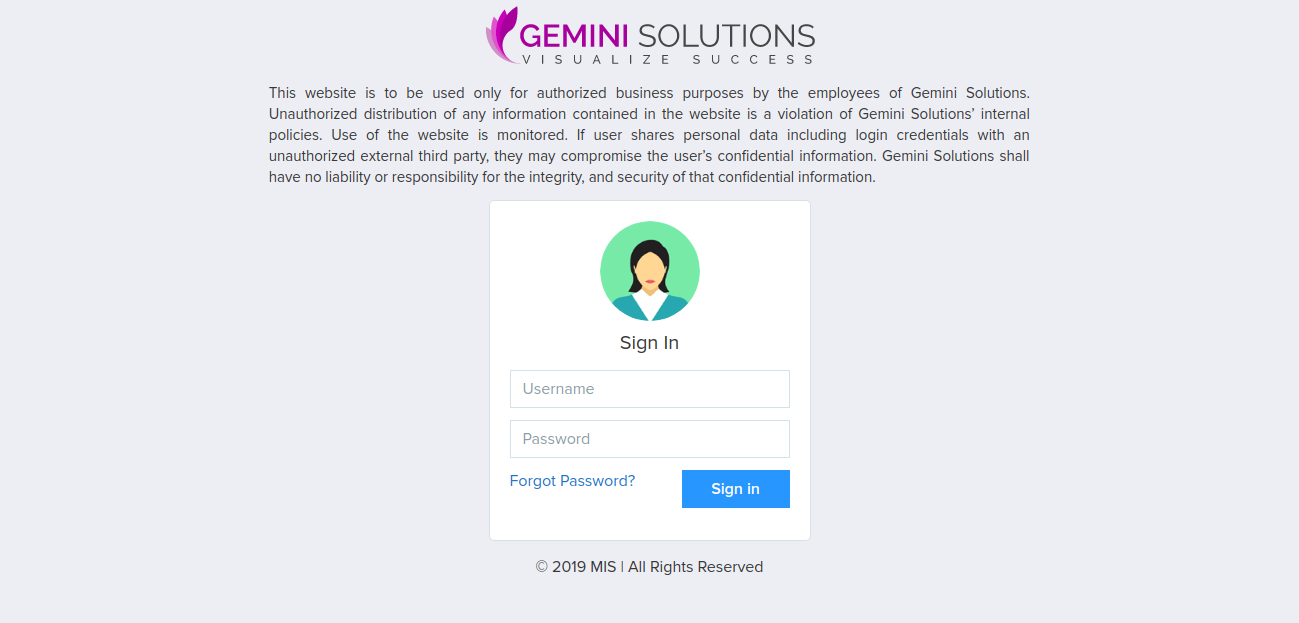 GEMINI SOLUTIONS
VISUALIZE SUCCESS
This website is to be used only for authorized business purposes by the employees of Gemini Solutions.
Unauthorized distribution of any information contained in the website is a violation of Gemini Solutions’ internal
policies. Use of the website is monitored. If user shares personal data including login credentials with an
unauthorized external third party, they may compromise the user’s confidential information. Gemini Solutions shall
have no liability or responsibility for the integrity, and security of that confidential information.
Sign In
Username
Password
Forgot Password? Sign in
© 2019 MIS | All Rights Reserved